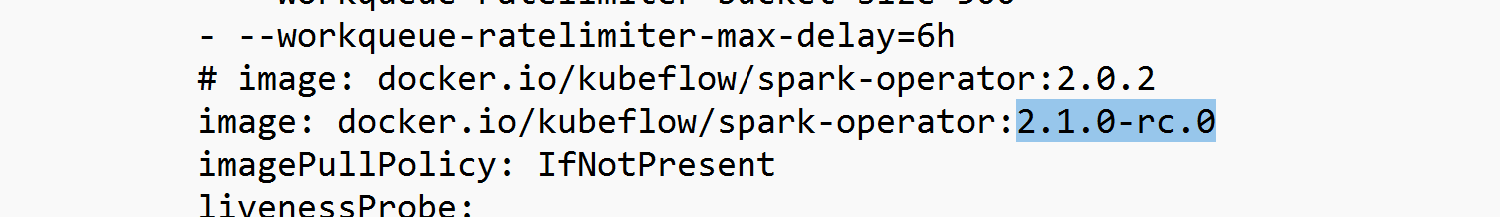 - --workqueue-ratelimiter-max-delay=6h
# image: docker.io/kubeflow/spark-operator:2.0.2
image: docker.io/kubeflow/spark-operator:2.1.0-rc.0
imagePullPolicy: IfNotPresent
livenessProbe: